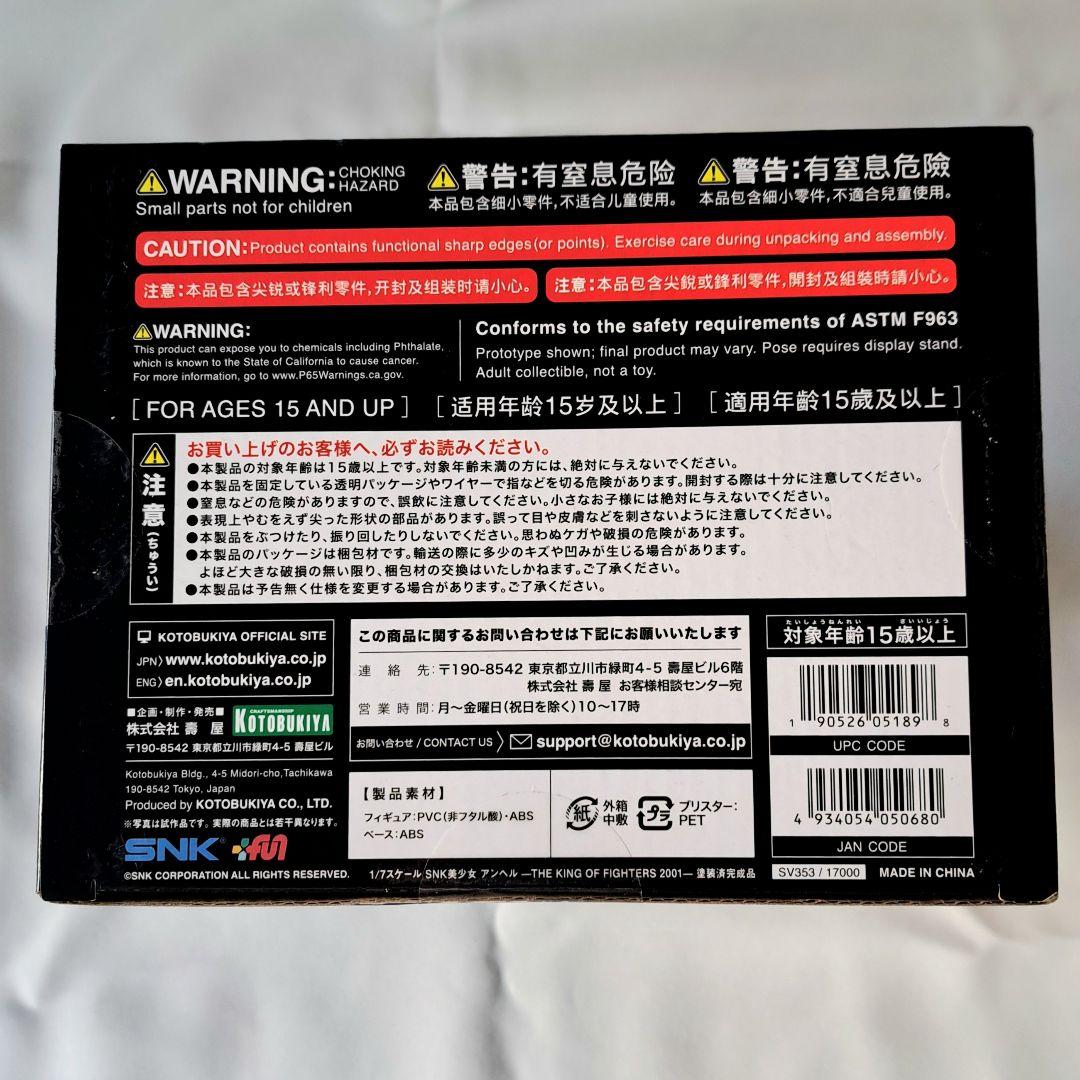 WARNING: CHOKING HAZARD
Small parts not for children
警告:有窒息危险
本品包含细小零件,不适合儿童使用。
警告:有窒息危險
本品包含細小零件,不適合兒童使用。
CAUTION: Product contains functional sharp edges (or points). Exercise care during unpacking and assembly.
注意:本品包含尖锐或锋利零件,开封及组装时请小心。
注意:本品包含尖銳或鋒利零件,開封及組裝時請小心。
WARNING:
This product can expose you to chemicals including Phthalate,
which is known to the State of California to cause cancer.
For more information, go to www.P65Warnings.ca.gov.
Conforms to the safety requirements of ASTM F963
Prototype shown; final product may vary. Pose requires display stand.
Adult collectible, not a toy.
[FOR AGES 15 AND UP]
[适用年龄15岁及以上]
[適用年齡15歲及以上]
注意(ちゅうい)
お買い上げのお客様へ、必ずお読みください。
●本製品の対象年齢は15歳以上です。対象年齢未満の方には、絶対に与えないでください。
●本製品を固定している透明パッケージやワイヤーで指などを切る危険があります。開封する際は十分に注意してください。
●窒息などの危険がありますので、誤飲に注意してください。小さなお子様には絶対に与えないでください。
●表現上やむをえず尖った形状の部品があります。誤って目や皮膚などを刺さないように注意してください。
●本製品をぶつけたり、振り回したりしないでください。思わぬケガや破損の危険があります。
●本製品のパッケージは梱包材です。輸送の際に多少のキズや凹みが生じる場合があります。
よほど大きな破損の無い限り、梱包材の交換はいたしかねます。ご了承ください。
●本製品は予告無く仕様を変更する場合があります。ご了承ください。
KOTOBUKIYA OFFICIAL SITE
JPN〉www.kotobukiya.co.jp
ENG〉en.kotobukiya.co.jp
■企画・制作・発売■
株式会社 壽 屋
CRAFTSMANSHIP
KOTOBUKIYA
〒190-8542 東京都立川市緑町4-5 壽屋ビル
Kotobukiya Bldg., 4-5 Midori-cho,Tachikawa
190-8542 Tokyo, Japan
Produced by KOTOBUKIYA CO., LTD.
※写真は試作品です。実際の商品とは若干異なります。
SNK +fun
©SNK CORPORATION ALL RIGHTS RESERVED.
この商品に関するお問い合わせは下記にお願いいたします
連絡先:〒190-8542 東京都立川市緑町4-5 壽屋ビル6階
株式会社 壽 屋 お客様相談センター宛
営業時間:月〜金曜日(祝日を除く)10〜17時
お問い合わせ / CONTACT US 〉 support@kotobukiya.co.jp
【製品素材】
フィギュア:PVC(非フタル酸)・ABS
ベース:ABS
紙 外箱
中敷
プラ ブリスター:
PET
たいしょうねんれい さいいじょう
対象年齢15歳以上
1 90526 05189 8
UPC CODE
4 934054 050680
JAN CODE
1/7スケール SNK美少女 アンヘル —THE KING OF FIGHTERS 2001— 塗装済完成品
SV353 / 17000
MADE IN CHINA